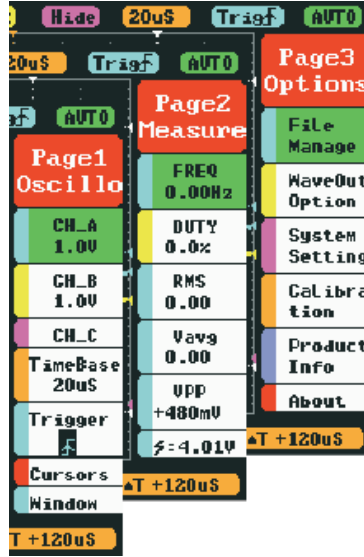 Hide 20uS Trig AUTO
20uS Trig AUTO
AUTO
Page1
Oscillo
CH_A
1.0V
CH_B
1.0V
CH_C
TimeBase
20uS
Trigger
Cursors
Window
T +120uS
Page2
Measure
FREQ
0.00Hz
DUTY
0.0%
RMS
0.00
Vavg
0.00
VPP
+480mV
=4.01V
▲T +120uS
Page3
Options
File
Manage
WaveOut
Option
System
Setting
Calibra
tion
Product
Info
About
▲T +120uS